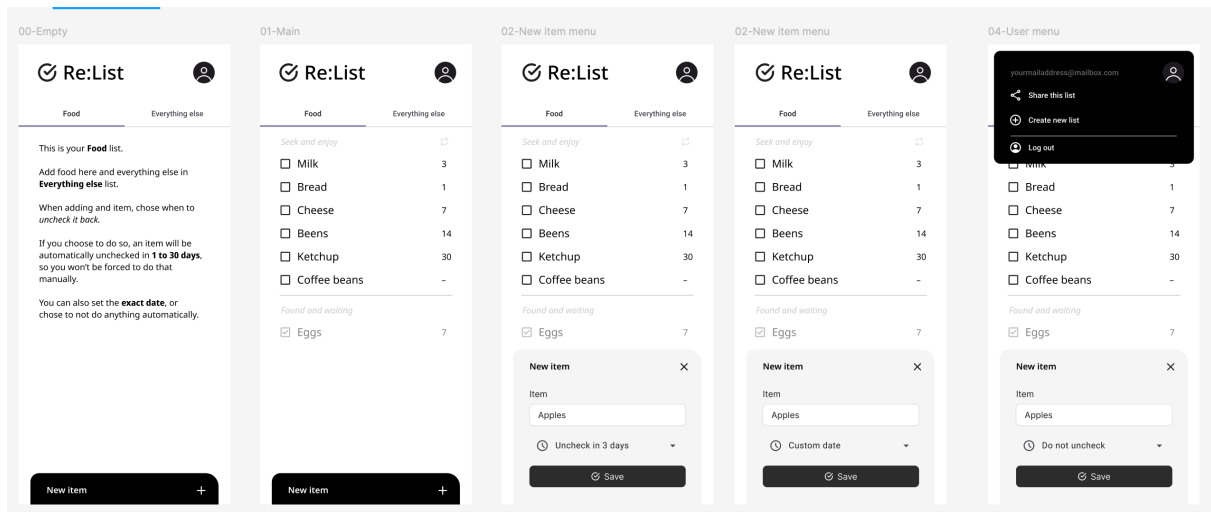 00-Empty
Re:List
Food Everything else
This is your Food list.
Add food here and everything else in
Everything else list.
When adding and item, chose when to
uncheck it back.
If you choose to do so, an item will be
automatically unchecked in 1 to 30 days,
so you won't be forced to do that
manually.
You can also set the exact date, or
chose to not do anything automatically.
New item
01-Main
Re:List
Food Everything else
Seek and enjoy
Milk 3
Bread 1
Cheese 7
Beens 14
Ketchup 30
Coffee beans –
Found and waiting
Eggs 7
New item
02-New item menu
Re:List
Food Everything else
Seek and enjoy
Milk 3
Bread 1
Cheese 7
Beens 14
Ketchup 30
Coffee beans –
Found and waiting
Eggs 7
New item
Item
Apples
Uncheck in 3 days
Save
02-New item menu
Re:List
Food Everything else
Seek and enjoy
Milk 3
Bread 1
Cheese 7
Beens 14
Ketchup 30
Coffee beans –
Found and waiting
Eggs 7
New item
Item
Apples
Custom date
Save
04-User menu
yourmailaddress@mailbox.com
Share this list
Create new list
Log out
Milk 3
Bread 1
Cheese 7
Beens 14
Ketchup 30
Coffee beans –
Found and waiting
Eggs 7
New item
Item
Apples
Do not uncheck
Save